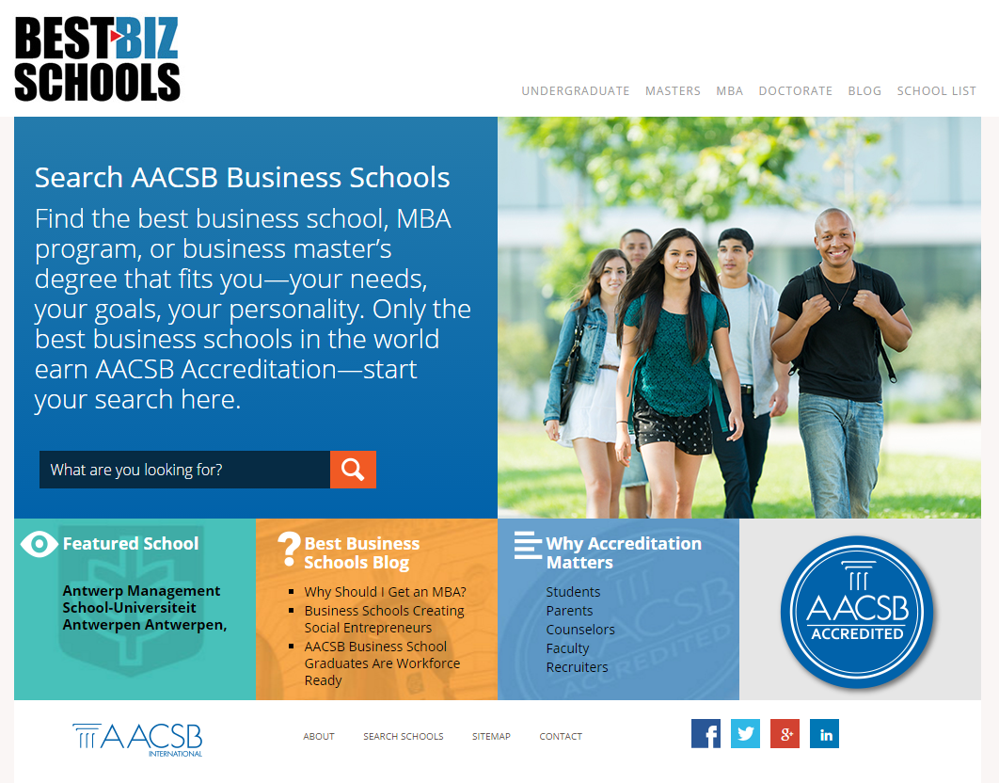 BEST BIZ
SCHOOLS
UNDERGRADUATE MASTERS MBA DOCTORATE BLOG SCHOOL LIST
Search AACSB Business Schools
Find the best business school, MBA
program, or business master’s
degree that fits you—your needs,
your goals, your personality. Only the
best business schools in the world
earn AACSB Accreditation—start
your search here.
What are you looking for?
Featured School
Antwerp Management
School-Universiteit
Antwerpen Antwerpen,
Best Business
Schools Blog
Why Should I Get an MBA?
Business Schools Creating
Social Entrepreneurs
AACSB Business School
Graduates Are Workforce
Ready
Why Accreditation
Matters
Students
Parents
Counselors
Faculty
Recruiters
AACSB
ACCREDITED
AACSB
ACCREDITED
AACSB
INTERNATIONAL
ABOUT SEARCH SCHOOLS SITEMAP CONTACT
f g+ in